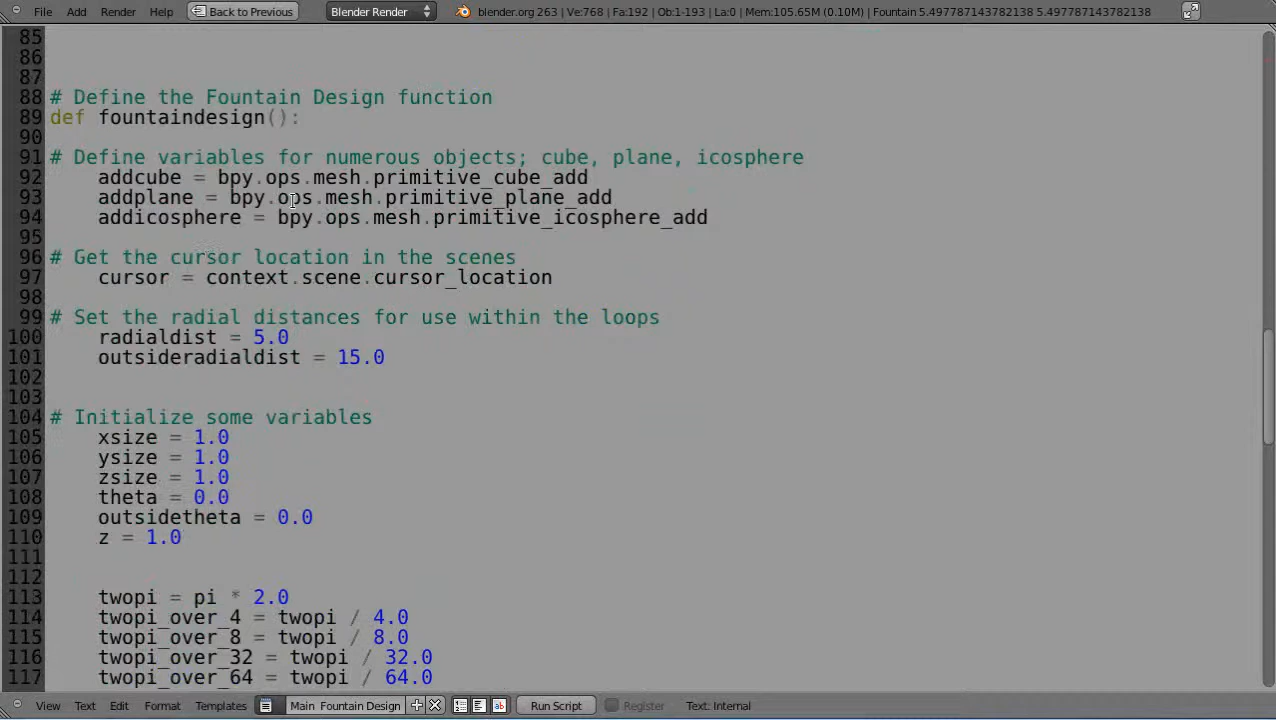 File Add Render Help Back to Previous Blender Render blender.org 263 | Ve:768 | Fa:192 | Ob:1-193 | La:0 | Mem:105.65M (0.10M) | Fountain 5.497787143782138 5.497787143782138
85
86
87
88 # Define the Fountain Design function
89 def fountaindesign():
90
91 # Define variables for numerous objects; cube, plane, icosphere
92 addcube = bpy.ops.mesh.primitive_cube_add
93 addplane = bpy.ops.mesh.primitive_plane_add
94 addicosphere = bpy.ops.mesh.primitive_icosphere_add
95
96 # Get the cursor location in the scenes
97 cursor = context.scene.cursor_location
98
99 # Set the radial distances for use within the loops
100 radialdist = 5.0
101 outsideradialdist = 15.0
102
103
104 # Initialize some variables
105 xsize = 1.0
106 ysize = 1.0
107 zsize = 1.0
108 theta = 0.0
109 outsidetheta = 0.0
110 z = 1.0
111
112
113 twopi = pi * 2.0
114 twopi_over_4 = twopi / 4.0
115 twopi_over_8 = twopi / 8.0
116 twopi_over_32 = twopi / 32.0
117 twopi_over_64 = twopi / 64.0
View Text Edit Format Templates Main_Fountain Design Run Script Register Text: Internal